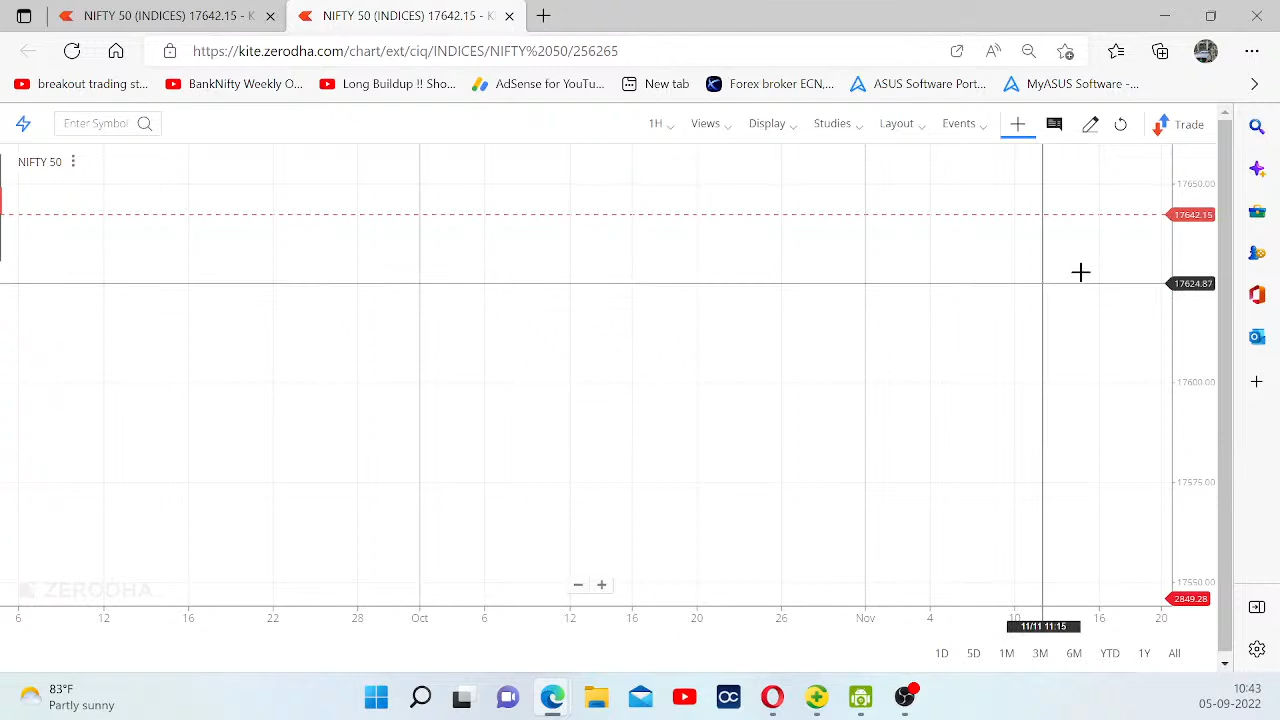 NIFTY 50 (INDICES) 17642.15 - K
NIFTY 50 (INDICES) 17642.15 - K
https://kite.zerodha.com/chart/ext/ciq/INDICES/NIFTY%2050/256265
breakout trading st...
BankNifty Weekly O...
Long Buildup !! Sho...
AdSense for YouTu...
New tab
Forex broker ECN,...
ASUS Software Port...
MyASUS Software -...
Enter Symbol
1H
Views
Display
Studies
Layout
Events
Trade
NIFTY 50
17650.00
17642.15
17624.87
17600.00
17575.00
17550.00
ZERODHA
2849.28
6
10
16
22
28
Oct
6
12
16
20
26
Nov
4
10
16
20
11/11 11:15
1D
5D
1M
3M
6M
YTD
1Y
All
83°F
Partly sunny
OC
10:43
05-09-2022